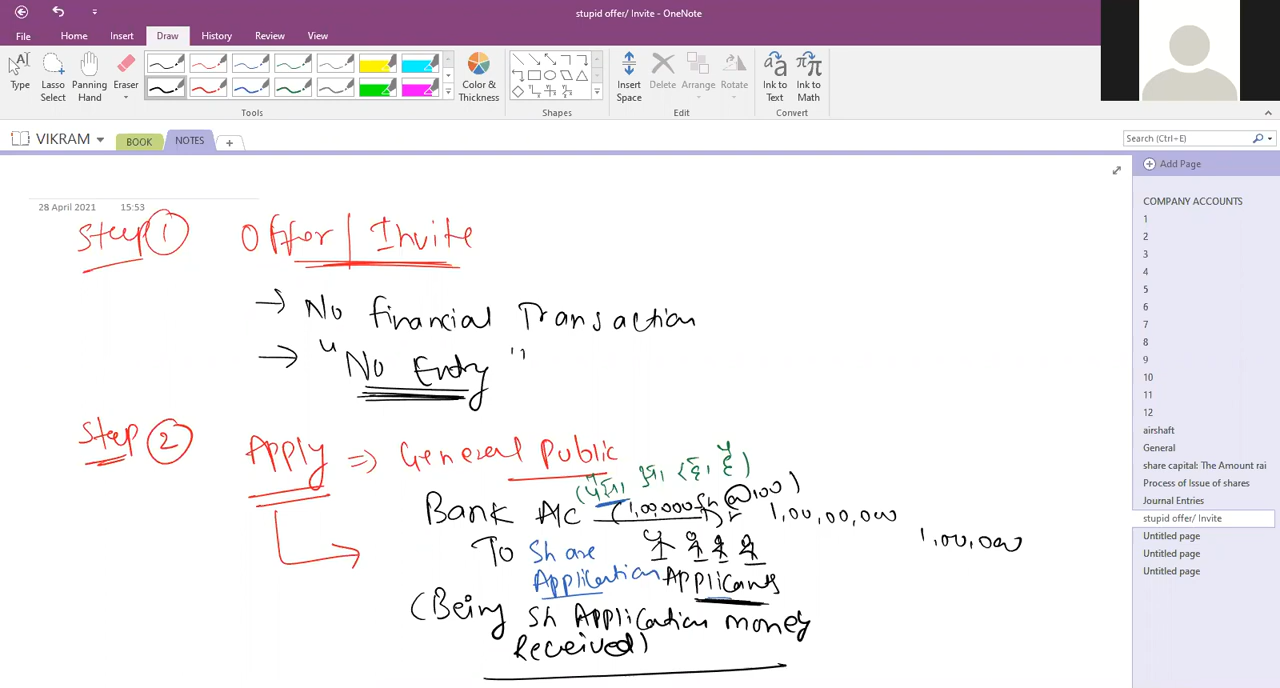 stupid offer/ Invite - OneNote
File Home Insert Draw History Review View
Type Lasso Select Panning Hand Eraser Color & Thickness Insert Space Delete Arrange Rotate Ink to Text Ink to Math
Tools Shapes Edit Convert
VIKRAM BOOK NOTES
Search (Ctrl+E)
Add Page
28 April 2021 15:53
Step 1 Offer | Invite
→ No financial Transaction
→ "No Entry"
Step 2 Apply ⇒ General Public
(पैसा आ रहा है)
Bank A/C (1,00,000 sh @ 100) Dr 1,00,00,000
To Share Application Applicants 1,00,000
(Being Sh Application money
Received)
COMPANY ACCOUNTS
1
2
3
4
5
6
7
8
9
10
11
12
airshaft
General
share capital: The Amount rai
Process of Issue of shares
Journal Entries
stupid offer/ Invite
Untitled page
Untitled page
Untitled page